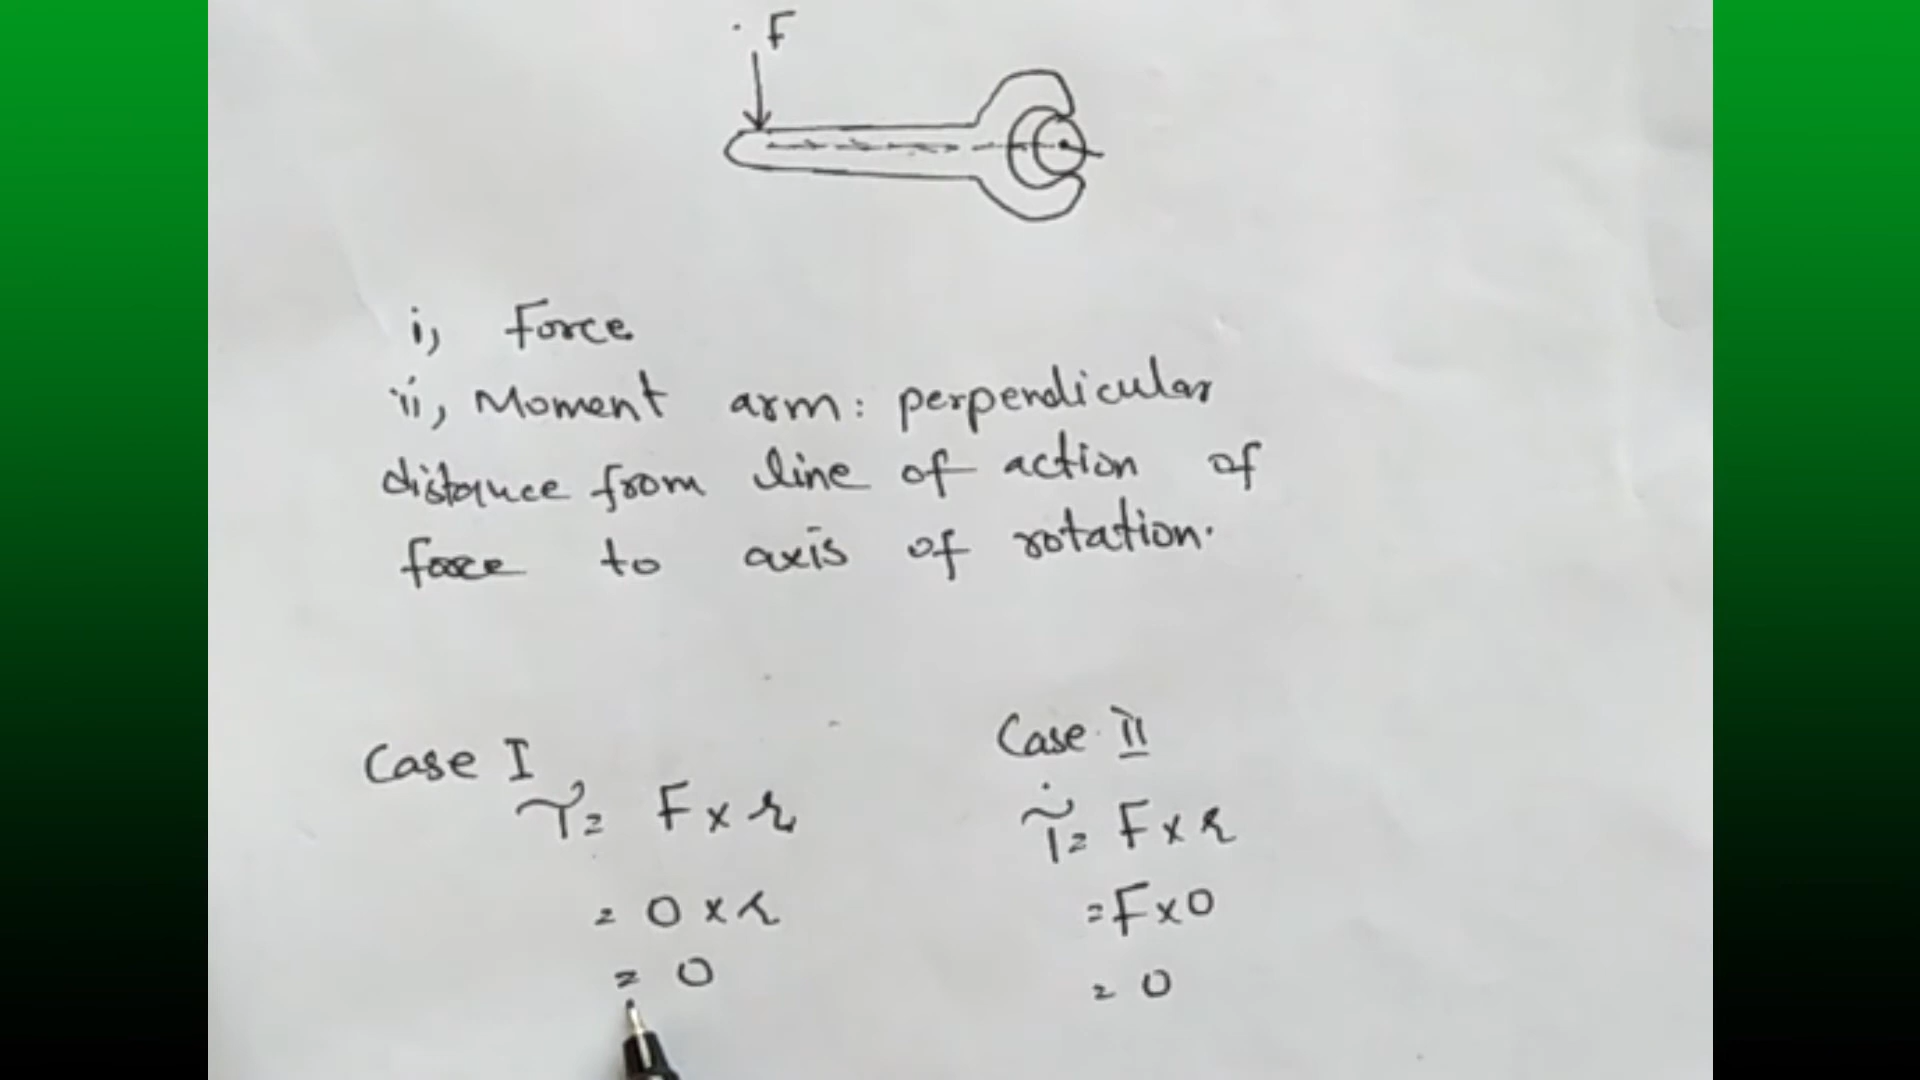 F
i, Force
ii, Moment arm: perpendicular
distance from line of action of
force to axis of rotation.
Case I
τ = F x r
= 0 x r
= 0
Case II
τ = F x r
= F x 0
= 0